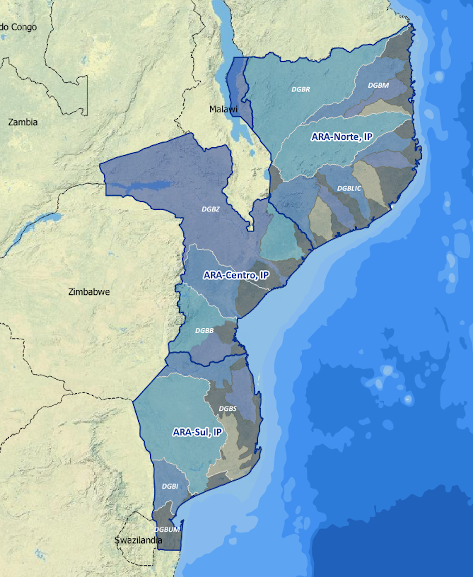 do Congo
DGBR
DGBM
Malawi
Zambia
ARA-Norte, IP
DGBLIC
DGBZ
ARA-Centro, IP
Zimbabwe
DGBB
DGBS
ARA-Sul, IP
DGBI
DGBUM
Swazilandia